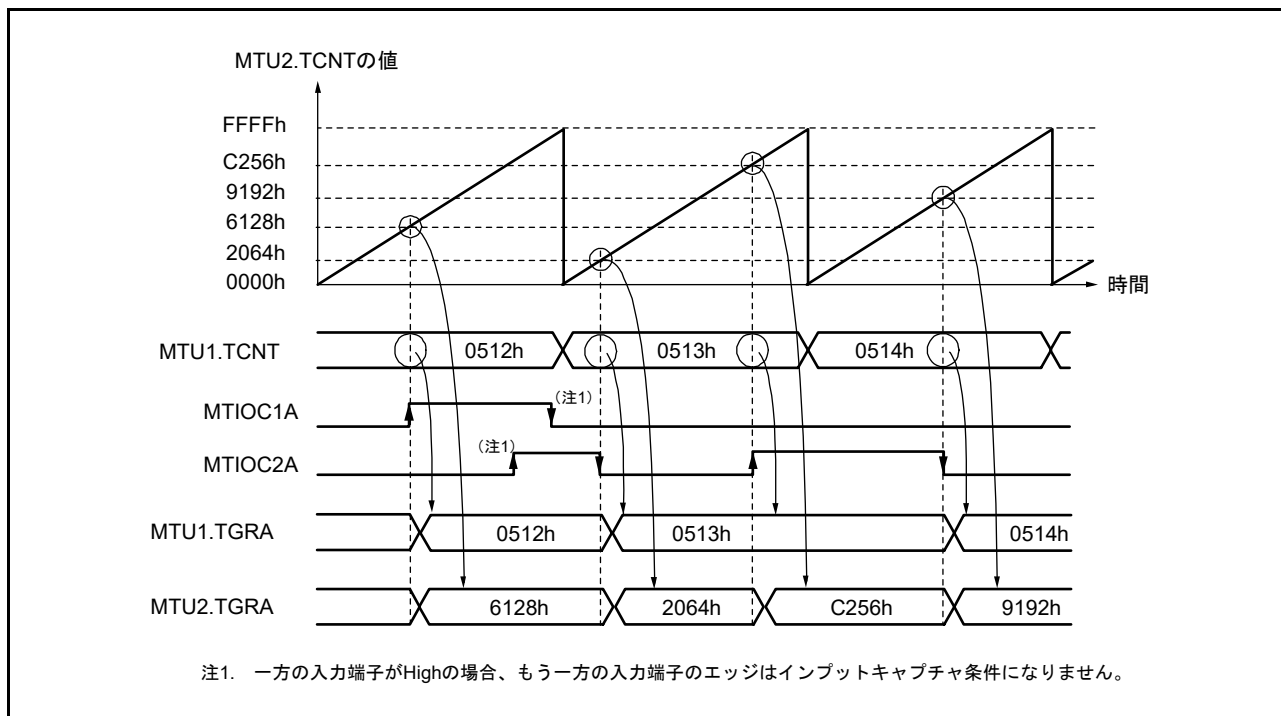 MTU2.TCNTの値
FFFFh
C256h
9192h
6128h
2064h
0000h
時間
MTU1.TCNT
0512h
0513h
0514h
MTIOC1A
(注1)
MTIOC2A
(注1)
MTU1.TGRA
0512h
0513h
0514h
MTU2.TGRA
6128h
2064h
C256h
9192h
注1. 一方の入力端子がHighの場合、もう一方の入力端子のエッジはインプットキャプチャ条件になりません。